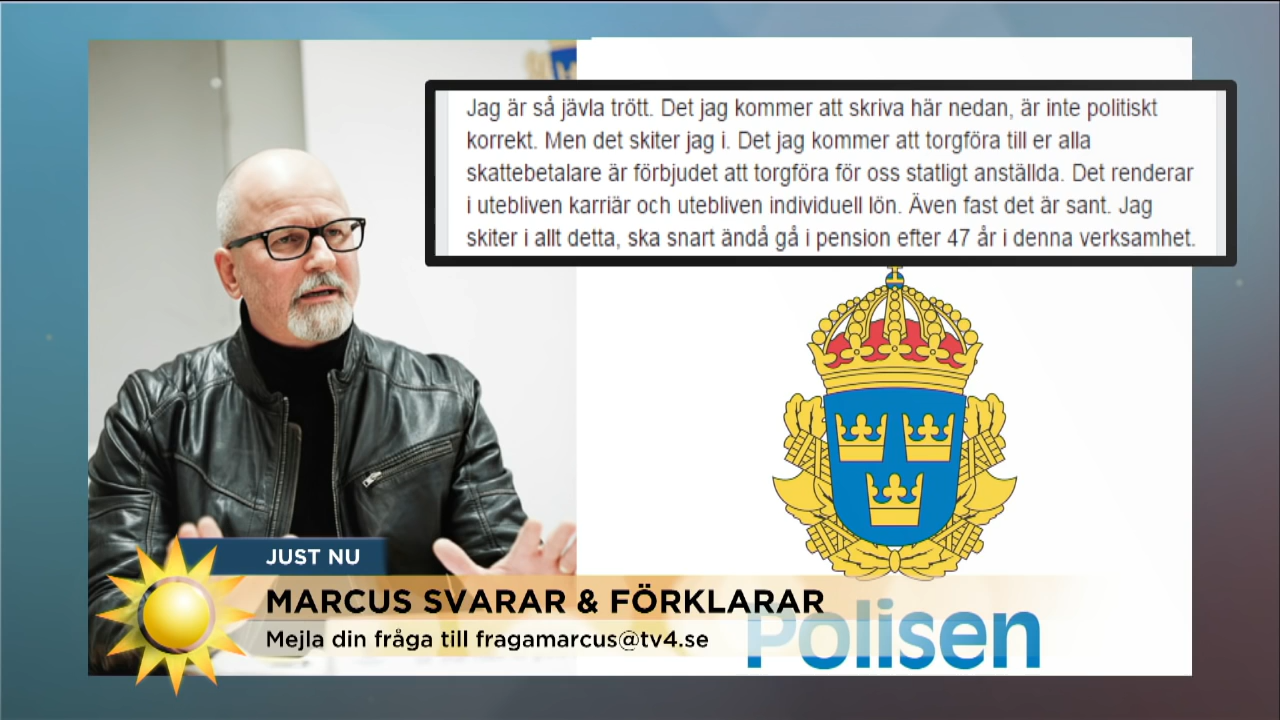 Jag är så jävla trött. Det jag kommer att skriva här nedan, är inte politiskt
korrekt. Men det skiter jag i. Det jag kommer att torgföra till er alla
skattebetalare är förbjudet att torgföra för oss statligt anställda. Det renderar
i utebliven karriär och utebliven individuell lön. Även fast det är sant. Jag
skiter i allt detta, ska snart ändå gå i pension efter 47 år i denna verksamhet.
JUST NU
MARCUS SVARAR & FÖRKLARAR
Mejla din fråga till fragamarcus@tv4.se
Polisen